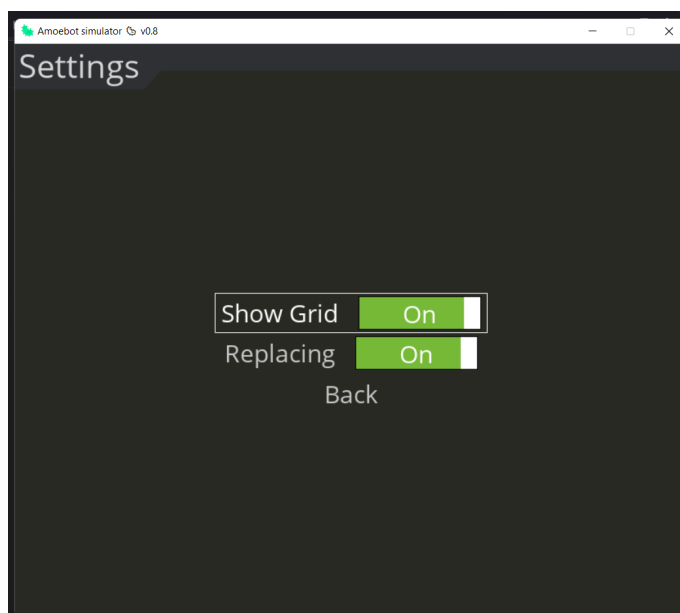 Amoebot simulator v0.8
Settings
Show Grid On
Replacing On
Back